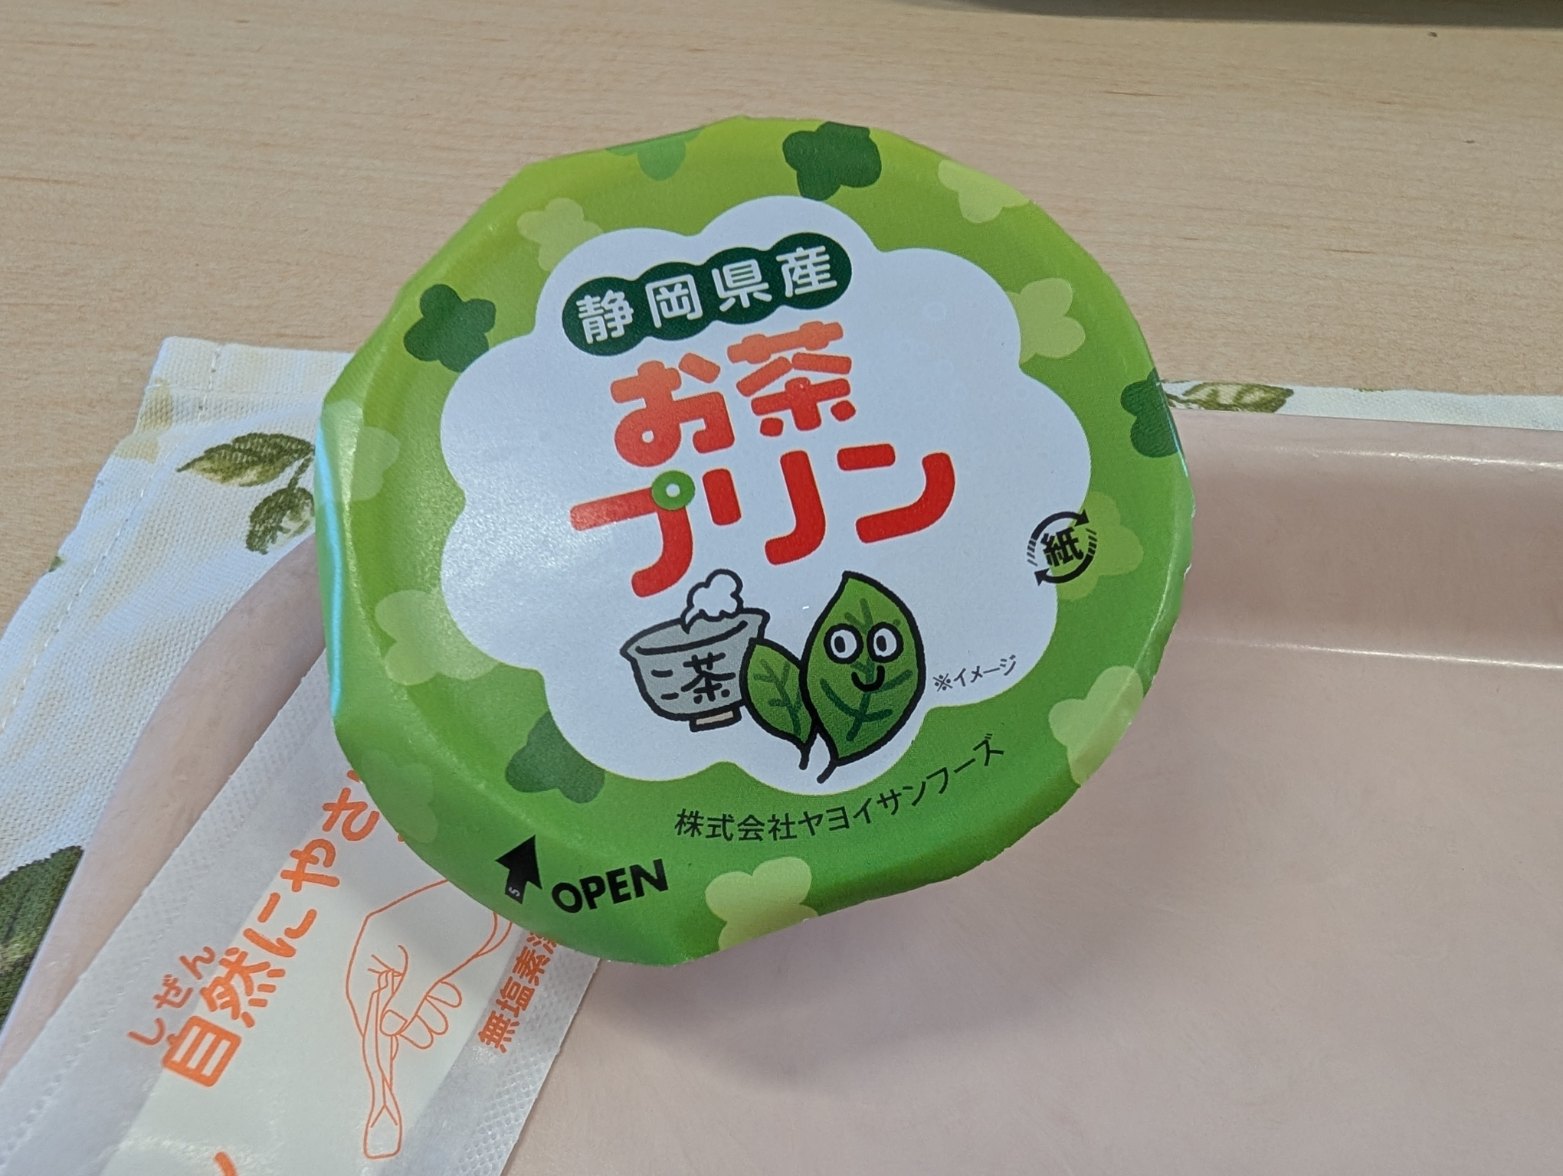 静岡県産
お茶
プリン
茶
※イメージ
紙
株式会社ヤヨイサンフーズ
OPEN
しぜん
自然にやさ
無塩素